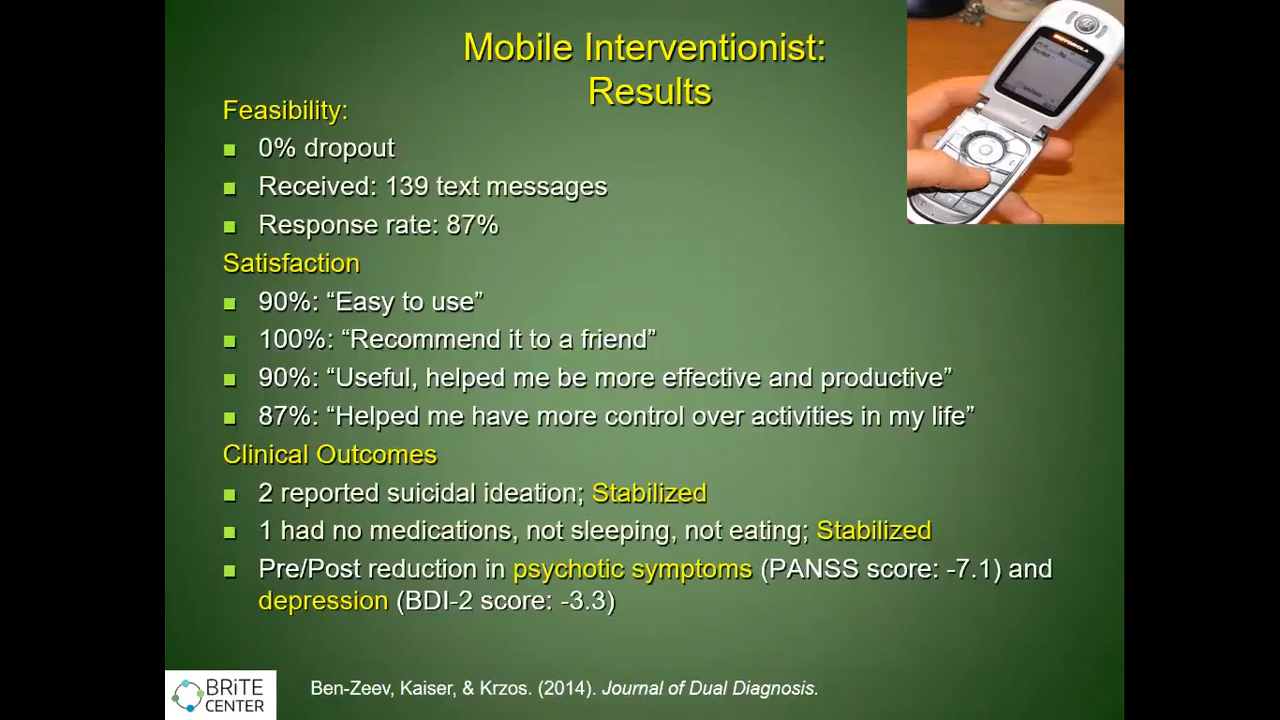 Mobile Interventionist:
Results
Feasibility:
0% dropout
Received: 139 text messages
Response rate: 87%
Satisfaction
90%: “Easy to use”
100%: “Recommend it to a friend”
90%: “Useful, helped me be more effective and productive”
87%: “Helped me have more control over activities in my life”
Clinical Outcomes
2 reported suicidal ideation; Stabilized
1 had no medications, not sleeping, not eating; Stabilized
Pre/Post reduction in psychotic symptoms (PANSS score: -7.1) and
depression (BDI-2 score: -3.3)
BRiTE
CENTER
Ben-Zeev, Kaiser, & Krzos. (2014). Journal of Dual Diagnosis.
MOTOROLA